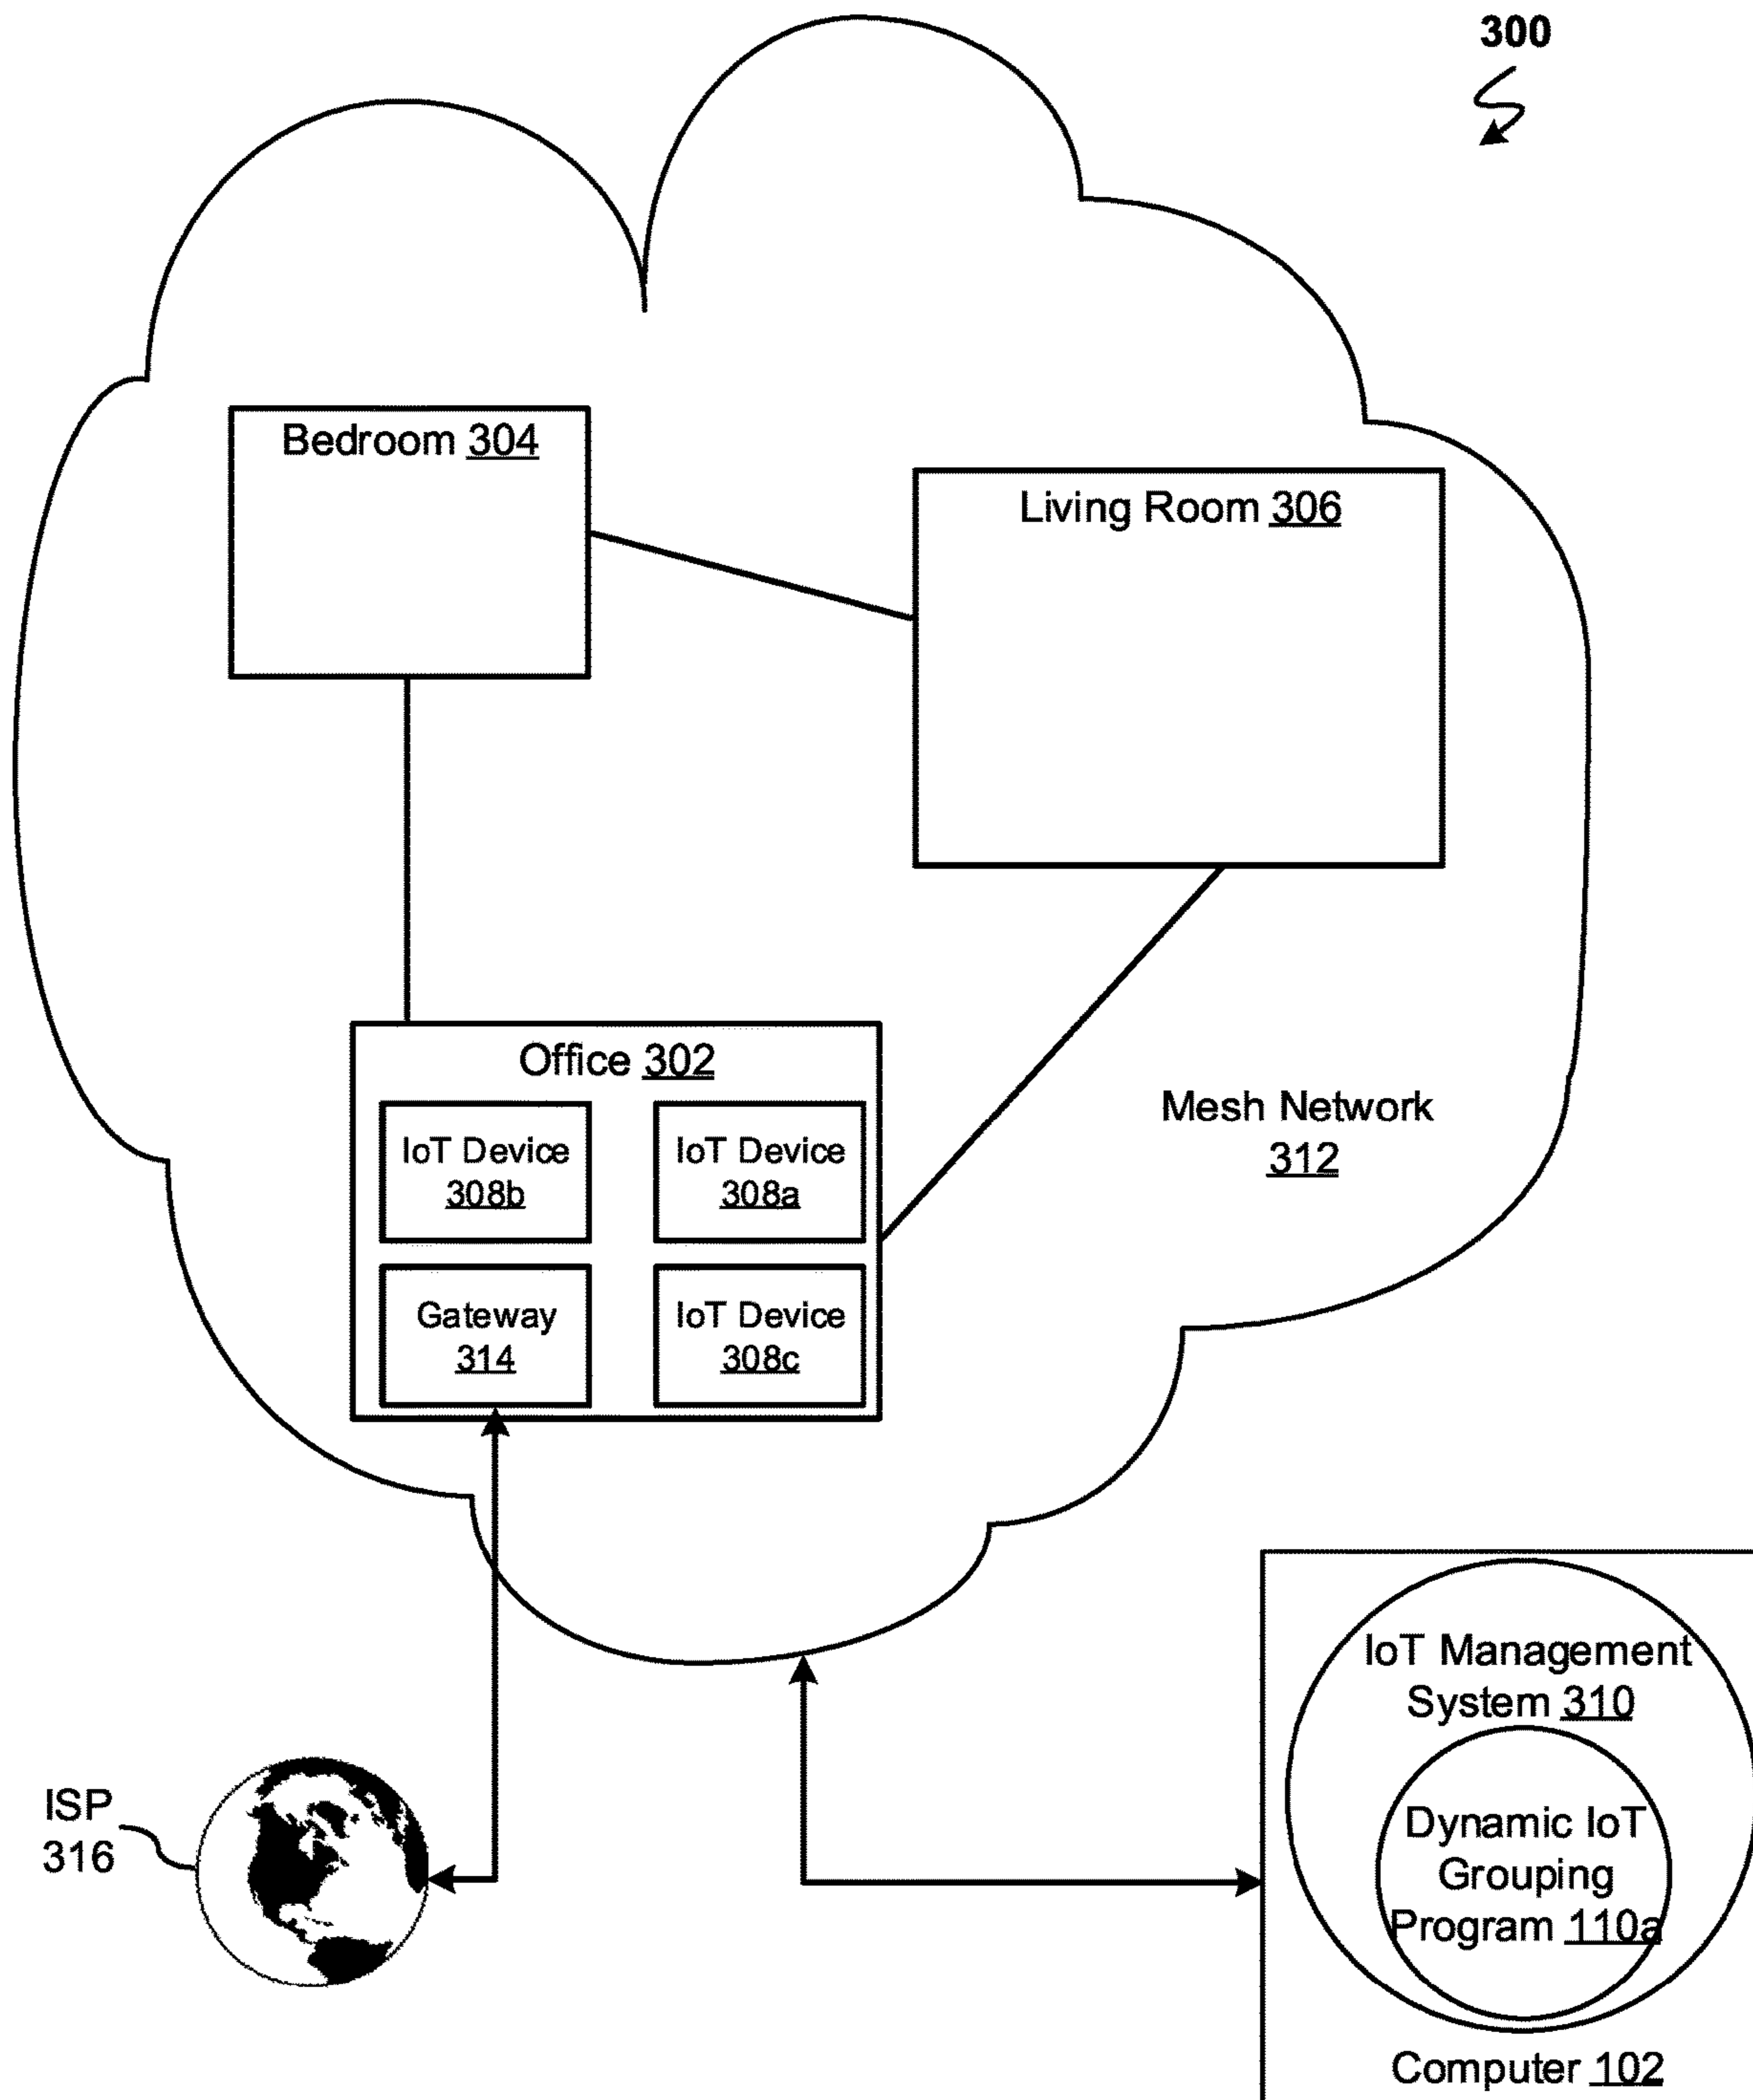 300
Bedroom 304
Living Room 306
Office 302
IoT Device
308b
IoT Device
308a
Gateway
314
IoT Device
308c
Mesh Network
312
ISP
316
IoT Management
System 310
Dynamic IoT
Grouping
Program 110a
Computer 102